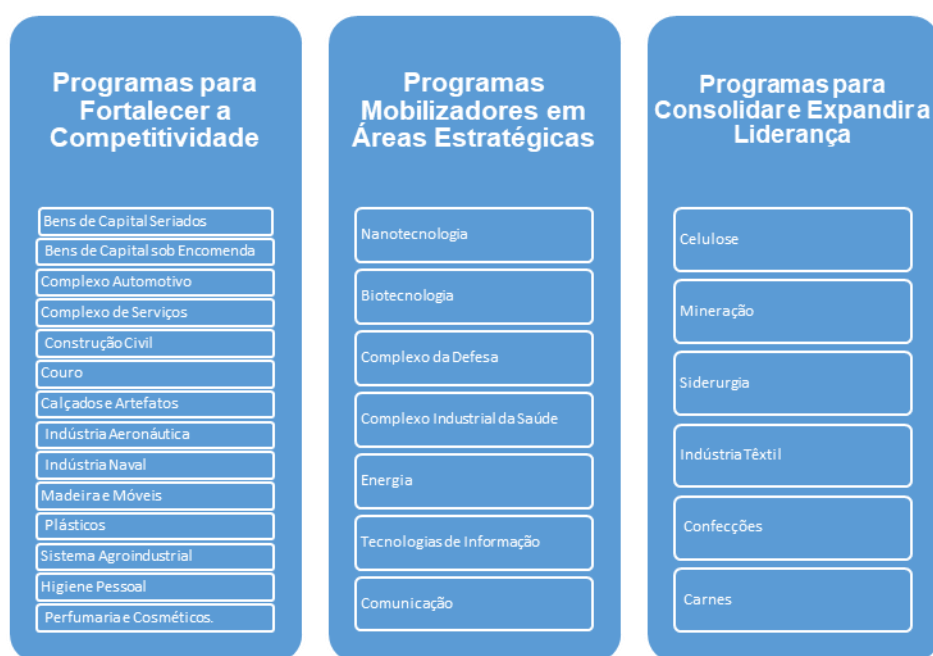 Programas para
Fortalecer a
Competitividade
Bens de Capital Seriados
Bens de Capital sob Encomenda
Complexo Automotivo
Complexo de Serviços
Construção Civil
Couro
Calçados e Artefatos
Indústria Aeronáutica
Indústria Naval
Madeira e Móveis
Plásticos
Sistema Agroindustrial
Higiene Pessoal
Perfumaria e Cosméticos.
Programas
Mobilizadores em
Áreas Estratégicas
Nanotecnologia
Biotecnologia
Complexo da Defesa
Complexo Industrial da Saúde
Energia
Tecnologias de Informação
Comunicação
Programas para
Consolidar e Expandir a
Liderança
Celulose
Mineração
Siderurgia
Indústria Têxtil
Confecções
Carnes